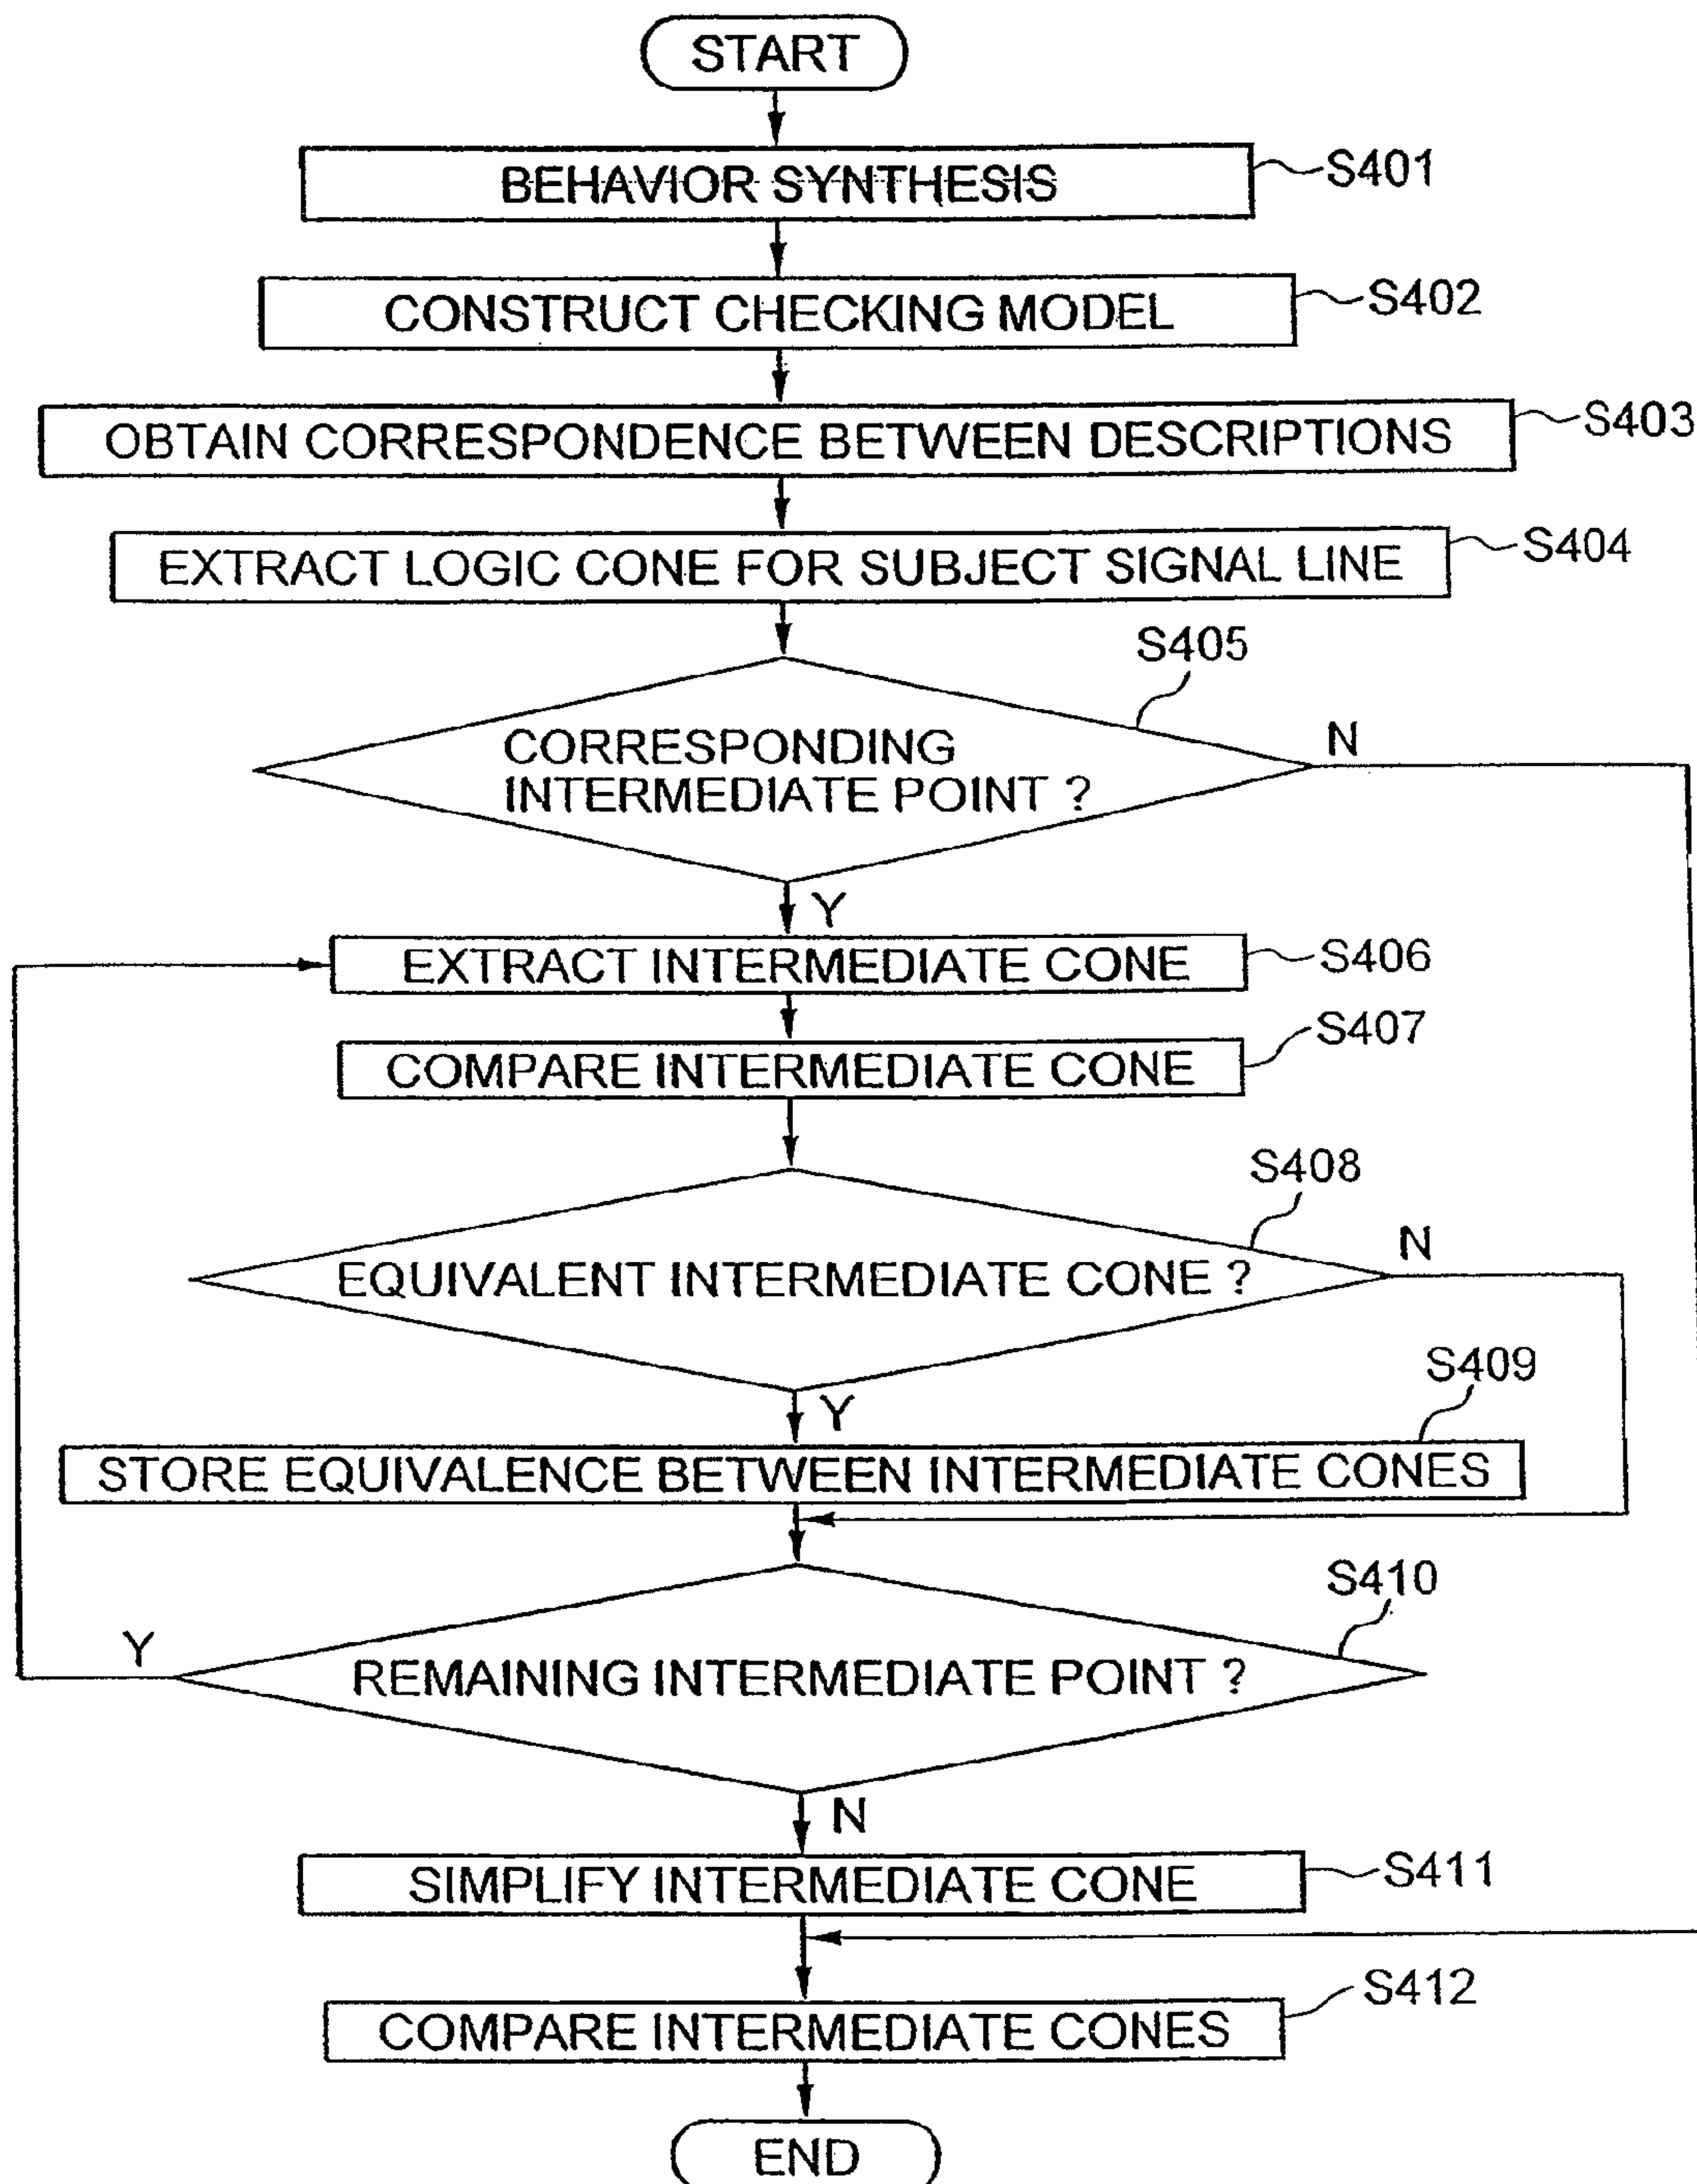 START
BEHAVIOR SYNTHESIS
S401
CONSTRUCT CHECKING MODEL
S402
OBTAIN CORRESPONDENCE BETWEEN DESCRIPTIONS
S403
EXTRACT LOGIC CONE FOR SUBJECT SIGNAL LINE
S404
S405
CORRESPONDING
INTERMEDIATE POINT ?
N
Y
EXTRACT INTERMEDIATE CONE
S406
COMPARE INTERMEDIATE CONE
S407
S408
EQUIVALENT INTERMEDIATE CONE ?
N
Y
S409
STORE EQUIVALENCE BETWEEN INTERMEDIATE CONES
S410
Y
REMAINING INTERMEDIATE POINT ?
N
SIMPLIFY INTERMEDIATE CONE
S411
COMPARE INTERMEDIATE CONES
S412
END